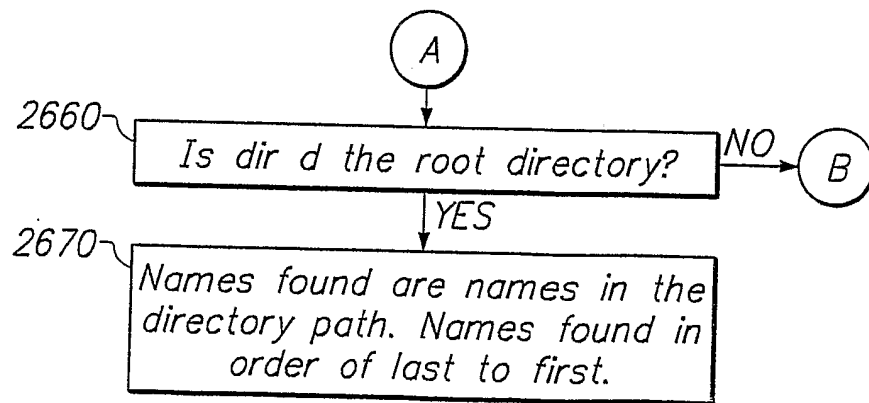 A
2660
Is dir d the root directory?
NO
B
YES
2670
Names found are names in the
directory path. Names found in
order of last to first.